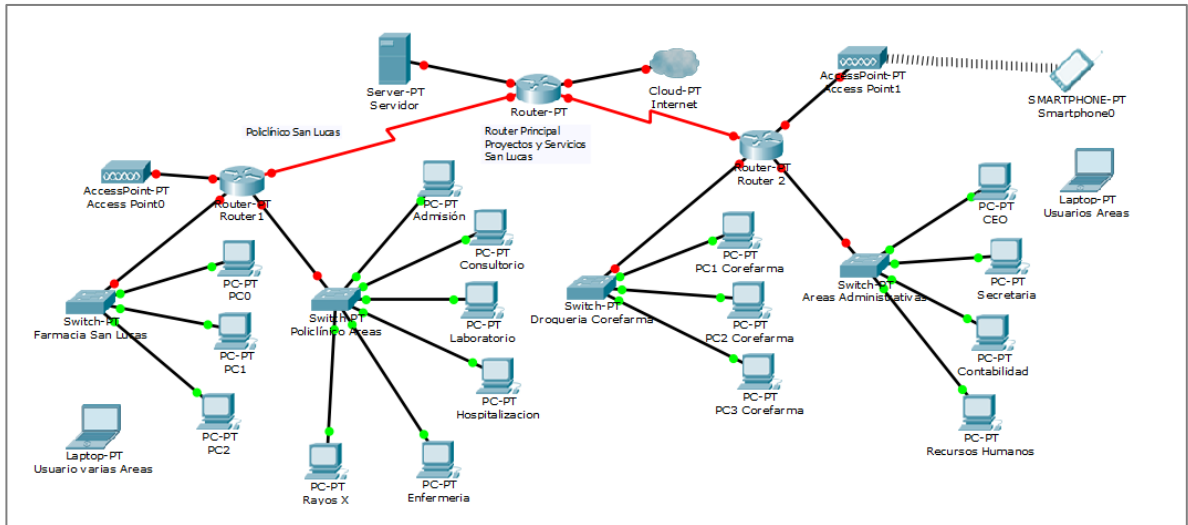 Server-PT
Servidor
Router-PT
Router Principal
Proyectos y Servicios
San Lucas
Cloud-PT
Internet
AccessPoint-PT
Access Point1
SMARTPHONE-PT
Smartphone0
Policlínico San Lucas
AccessPoint-PT
Access Point0
Router-PT
Router1
Router-PT
Router 2
Laptop-PT
Usuarios Areas
PC-PT
Admisión
PC-PT
Consultorio
PC-PT
Laboratorio
PC-PT
Hospitalizacion
PC-PT
Enfermeria
PC-PT
Rayos X
Switch-PT
Policlínico Areas
PC-PT
PC0
PC-PT
PC1
PC-PT
PC2
Switch-PT
Farmacia San Lucas
Laptop-PT
Usuario varias Areas
PC-PT
PC1 Corefarma
PC-PT
PC2 Corefarma
PC-PT
PC3 Corefarma
Switch-PT
Drogueria Corefarma
Switch-PT
Areas Administrativas
PC-PT
CEO
PC-PT
Secretaria
PC-PT
Contabilidad
PC-PT
Recursos Humanos